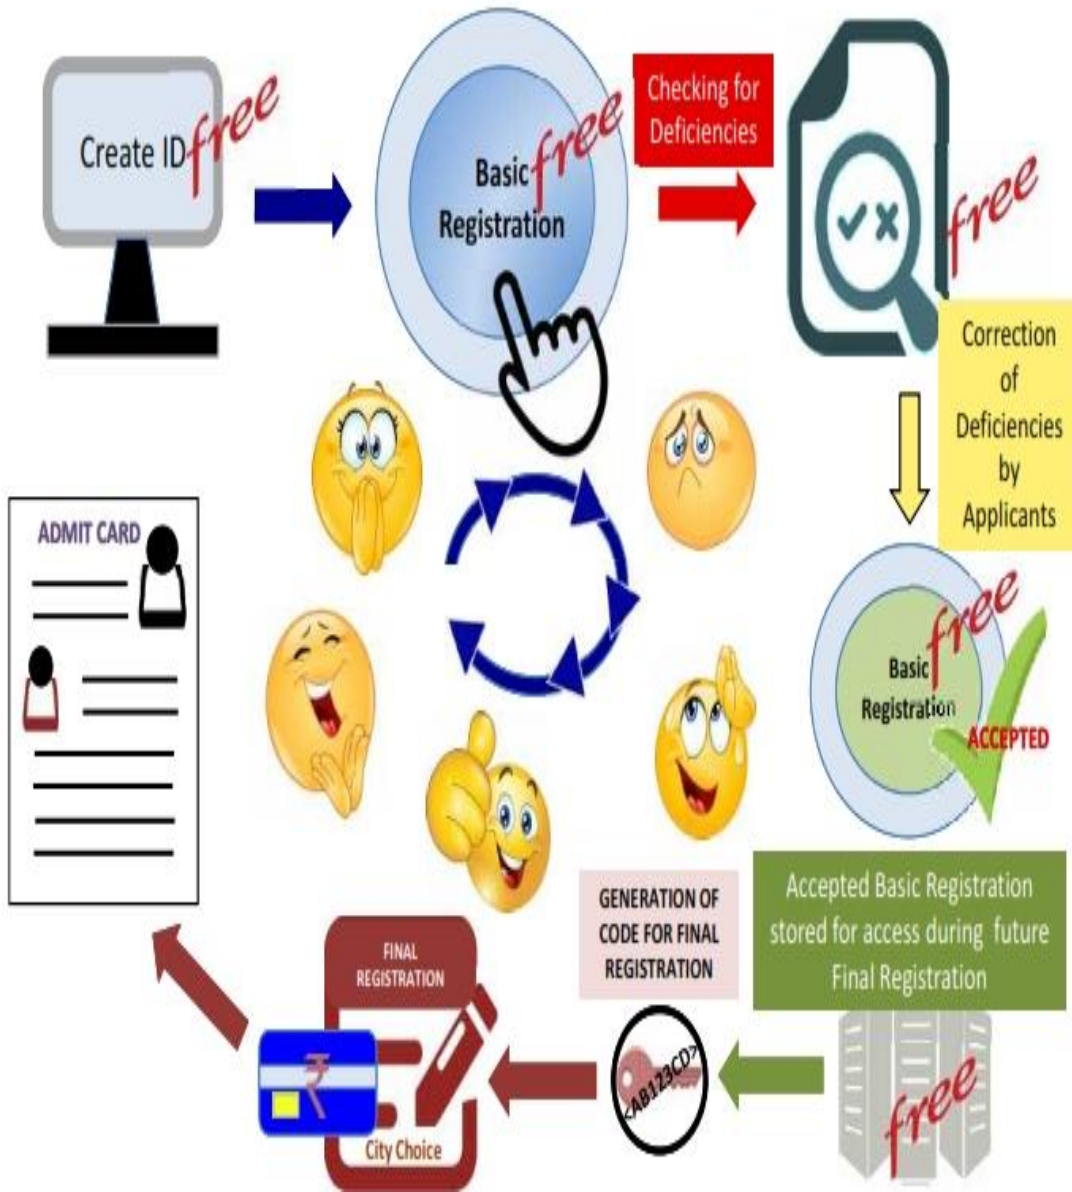 Create ID
free
Basic
Registration
free
Checking for
Deficiencies
free
Correction
of
Deficiencies
by
Applicants
Basic
Registration
free
ACCEPTED
Accepted Basic Registration
stored for access during future
Final Registration
free
GENERATION OF
CODE FOR FINAL
REGISTRATION
<AB123CD>
FINAL
REGISTRATION
₹
City Choice
ADMIT CARD